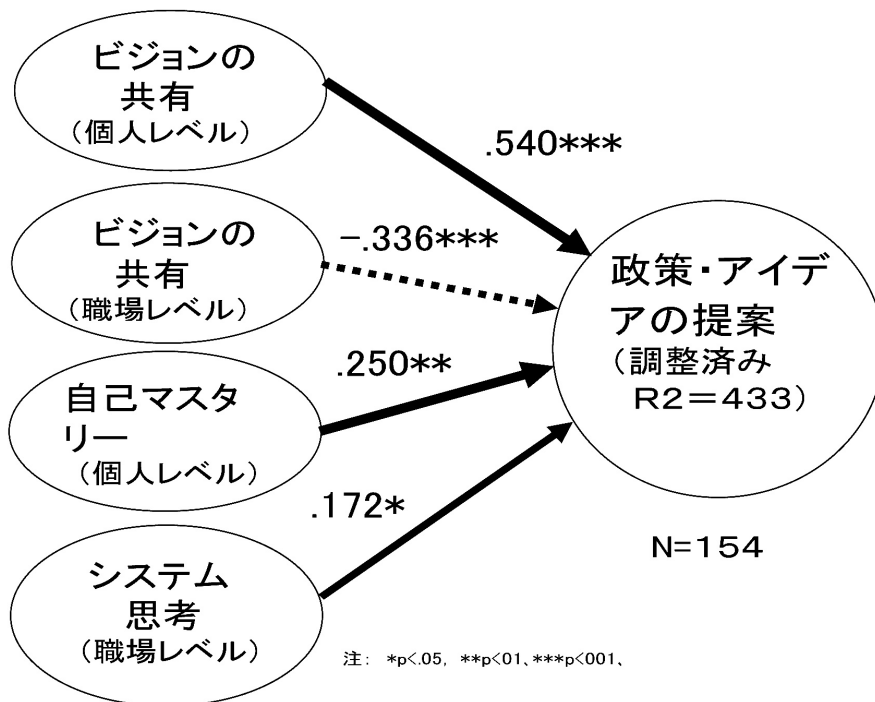 ビジョンの
共有
（個人レベル）
.540***
ビジョンの
共有
（職場レベル）
−.336***
政策・アイデ
アの提案
（調整済み
R2＝433）
自己マスタ
リー
（個人レベル）
.250**
.172*
システム
思考
（職場レベル）
N=154
注： *p<.05, **p<01、***p<001、